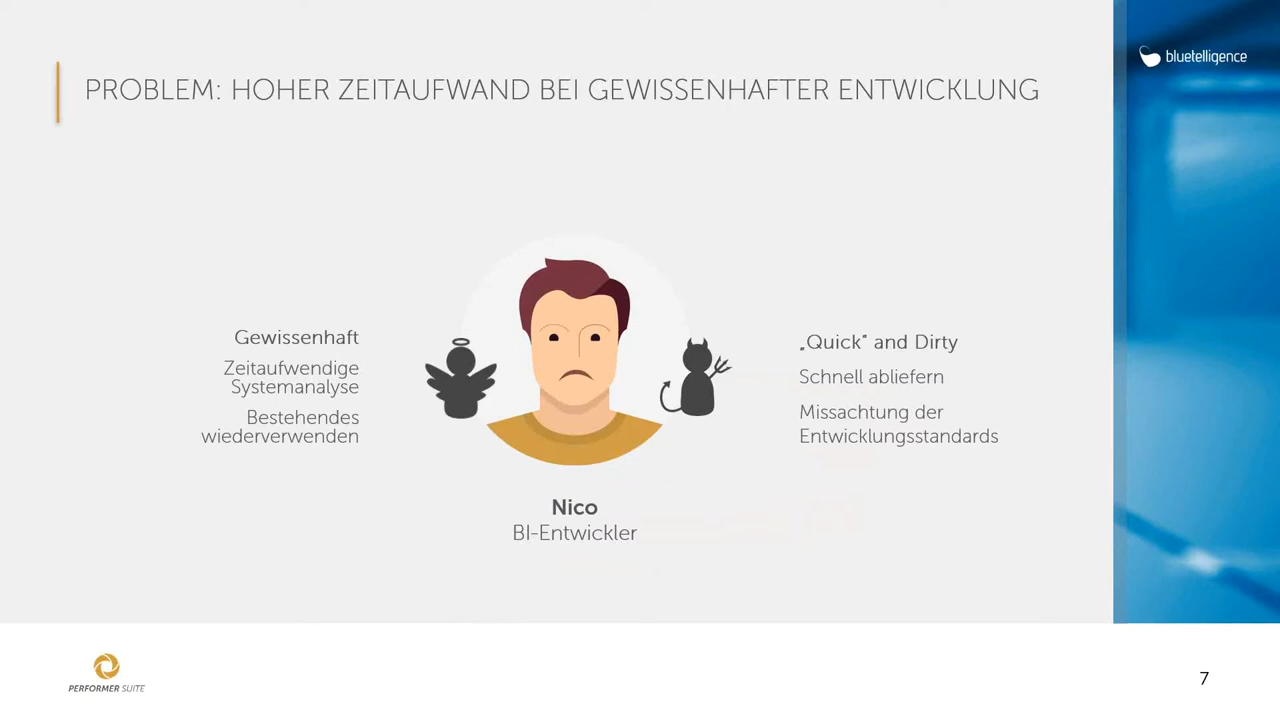 PROBLEM: HOHER ZEITAUFWAND BEI GEWISSENHAFTER ENTWICKLUNG
bluetelligence
Gewissenhaft
Zeitaufwendige
Systemanalyse
Bestehendes
wiederverwenden
„Quick“ and Dirty
Schnell abliefern
Missachtung der
Entwicklungsstandards
Nico
BI-Entwickler
PERFORMER SUITE
7